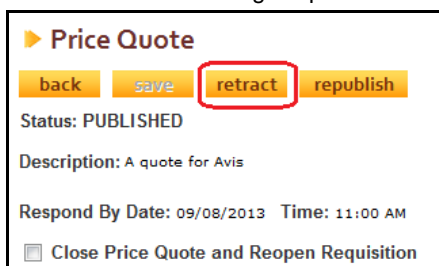 Price Quote
back save retract republish
Status: PUBLISHED
Description: A quote for Avis
Respond By Date: 09/08/2013 Time: 11:00 AM
Close Price Quote and Reopen Requisition